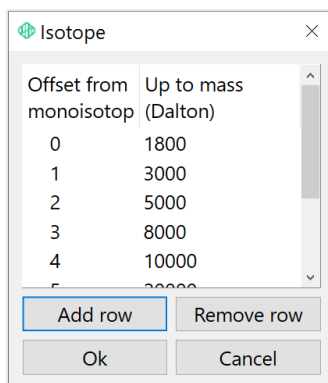 Isotope
Offset from Up to mass
monoisotop (Dalton)
0 1800
1 3000
2 5000
3 8000
4 10000
Add row Remove row
Ok Cancel